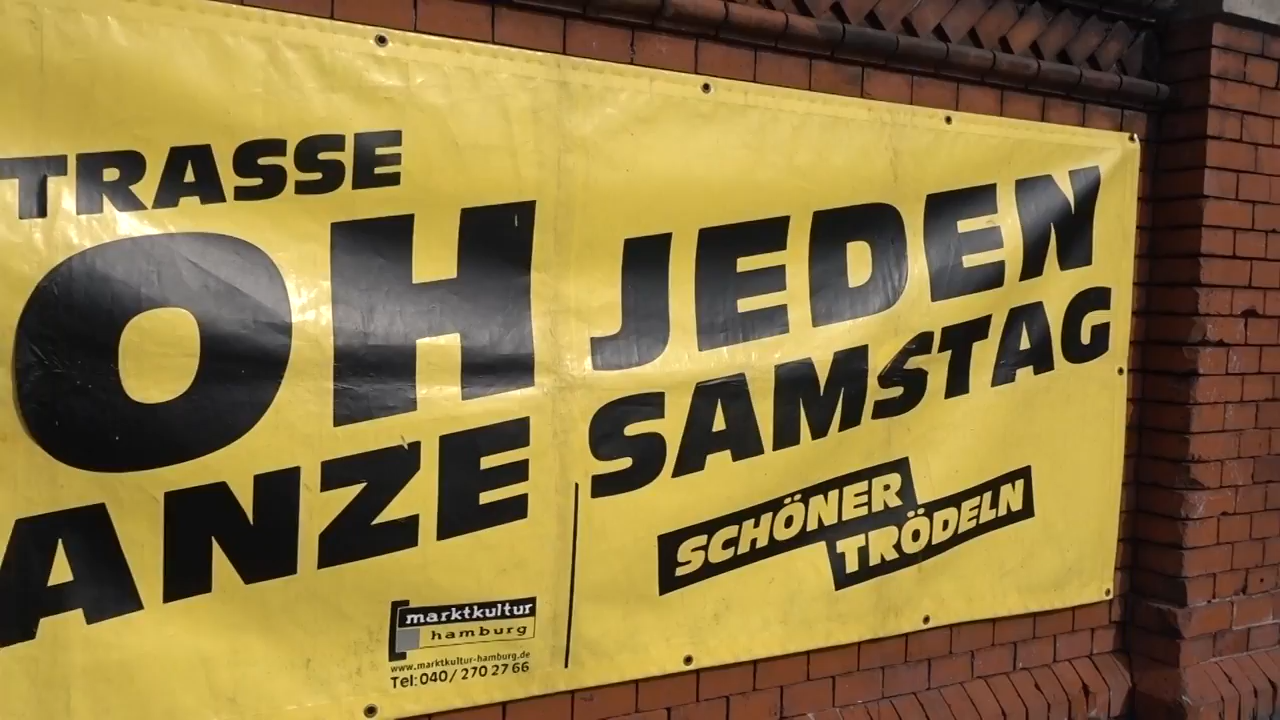 TRASSE
OH
ANZE
JEDEN
SAMSTAG
SCHÖNER
TRÖDELN
marktkultur
hamburg
www.marktkultur-hamburg.de
Tel: 040/ 270 27 66